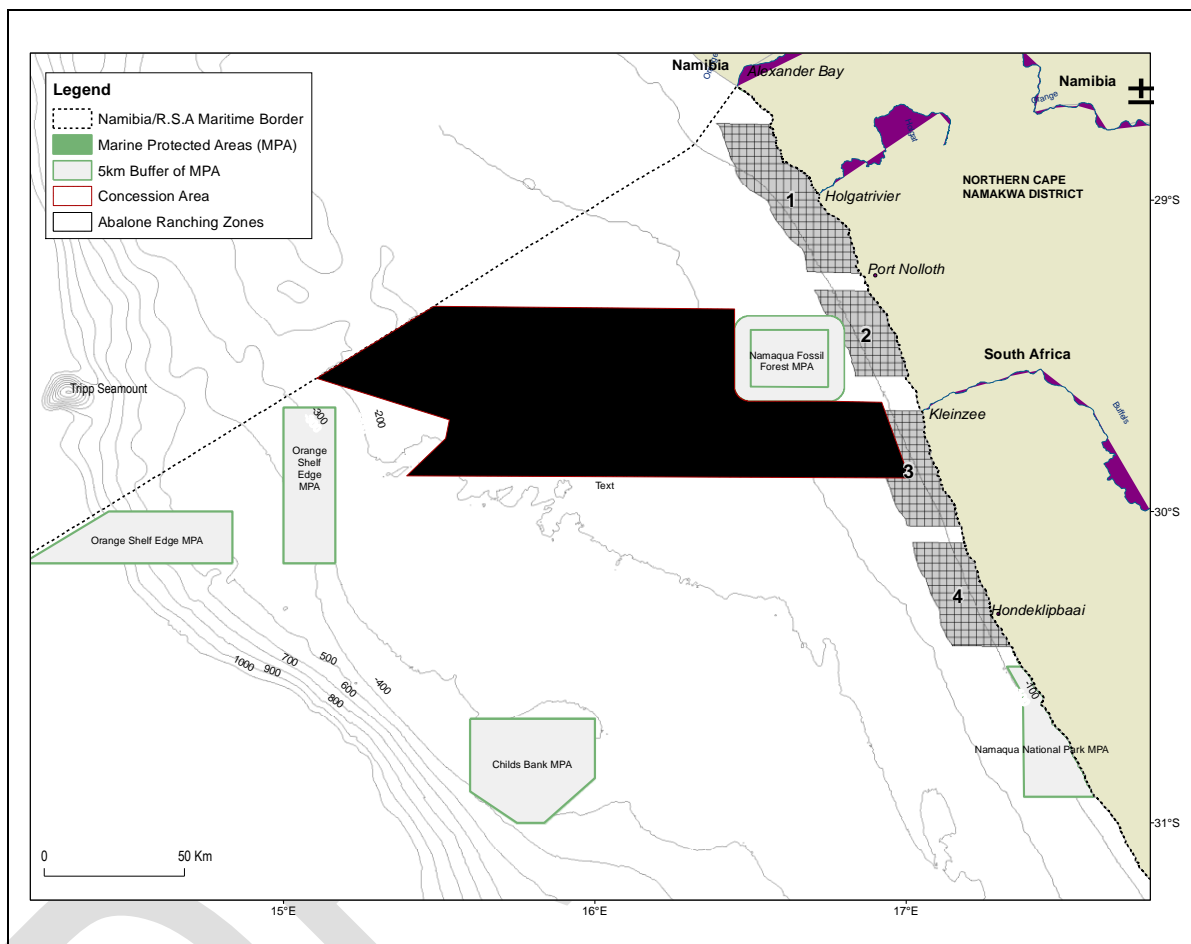 Legend
Namibia/R.S.A Maritime Border
Marine Protected Areas (MPA)
5km Buffer of MPA
Concession Area
Abalone Ranching Zones
Namibia
Orange
Alexander Bay
Namibia
Orange
±
1
Holgat
Holgatrivier
NORTHERN CAPE
NAMAKWA DISTRICT
29°S
Port Nolloth
2
Namaqua Fossil
Forest MPA
South Africa
Tripp Seamount
-300
-200
Kleinzee
Buffels
Orange
Shelf
Edge
MPA
3
Text
30°S
Orange Shelf Edge MPA
4
Hondeklipbaai
1000
900
700
500
800
600
-400
-100
Namaqua National Park MPA
Childs Bank MPA
31°S
0
50 Km
15°E
16°E
17°E